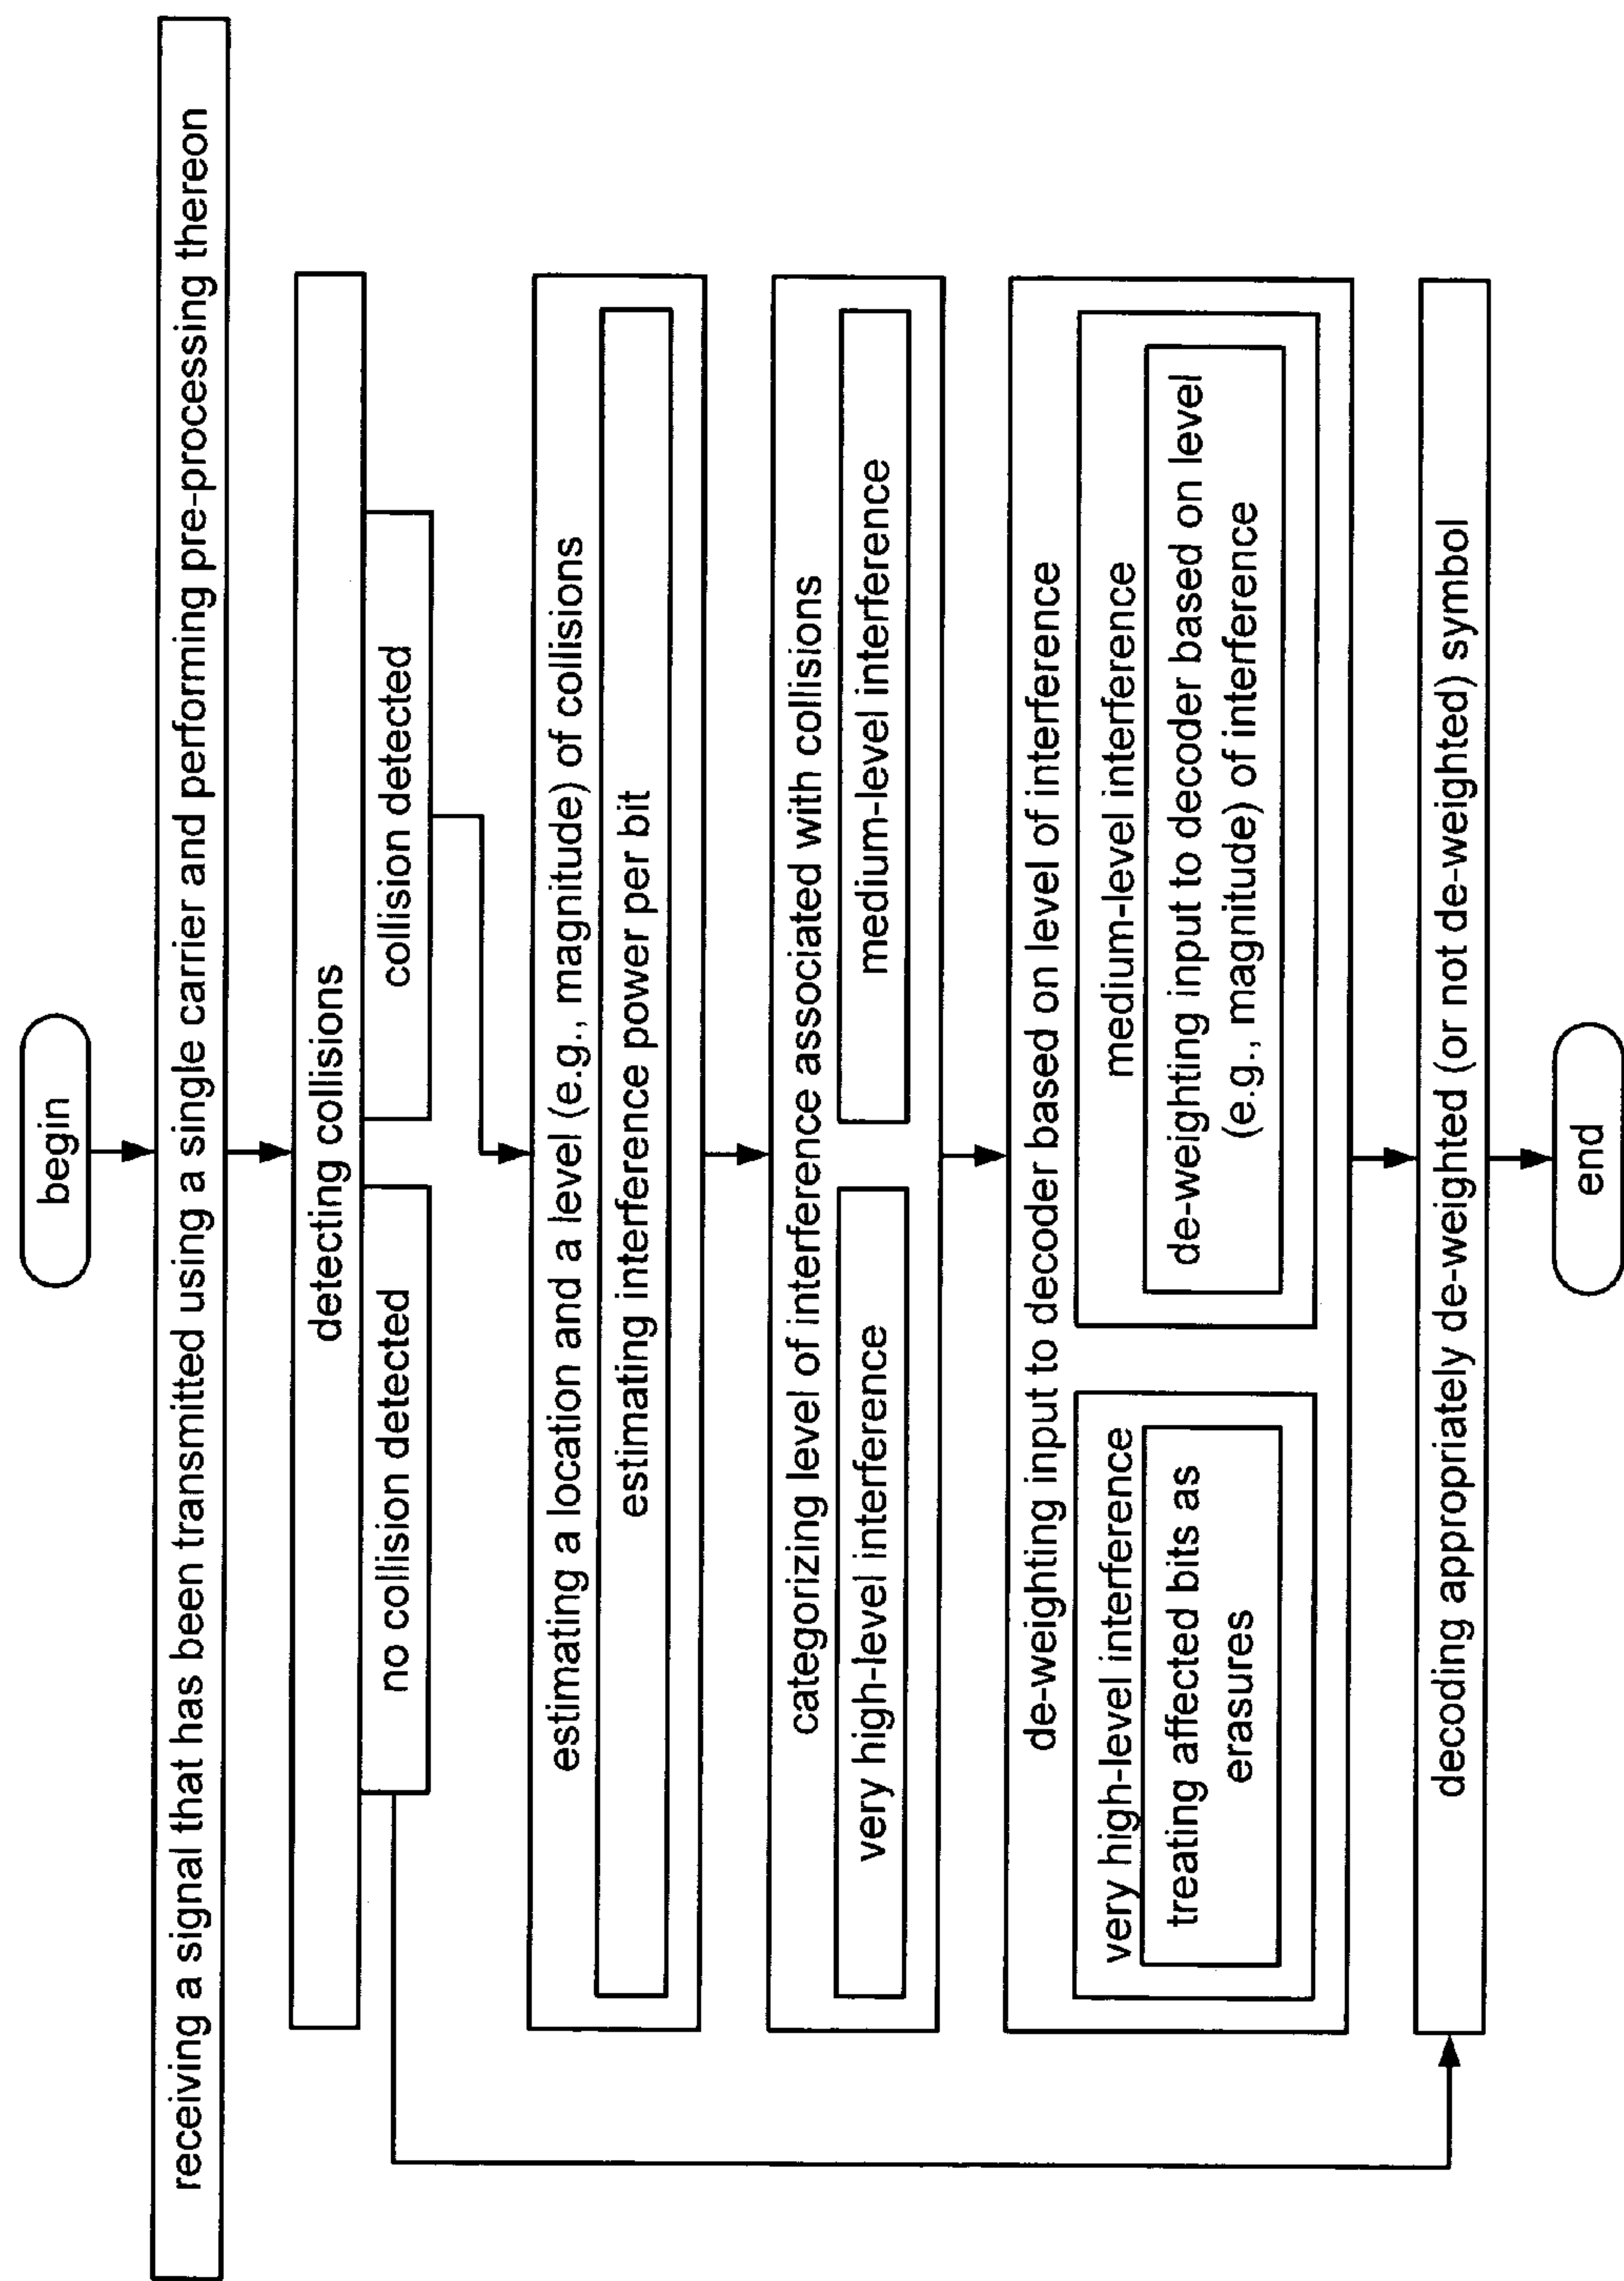 begin
receiving a signal that has been transmitted using a single carrier and performing pre-processing thereon
detecting collisions
no collision detected
collision detected
estimating a location and a level (e.g., magnitude) of collisions
estimating interference power per bit
categorizing level of interference associated with collisions
very high-level interference
medium-level interference
de-weighting input to decoder based on level of interference
very high-level interference
treating affected bits as
erasures
medium-level interference
de-weighting input to decoder based on level
(e.g., magnitude) of interference
decoding appropriately de-weighted (or not de-weighted) symbol
end